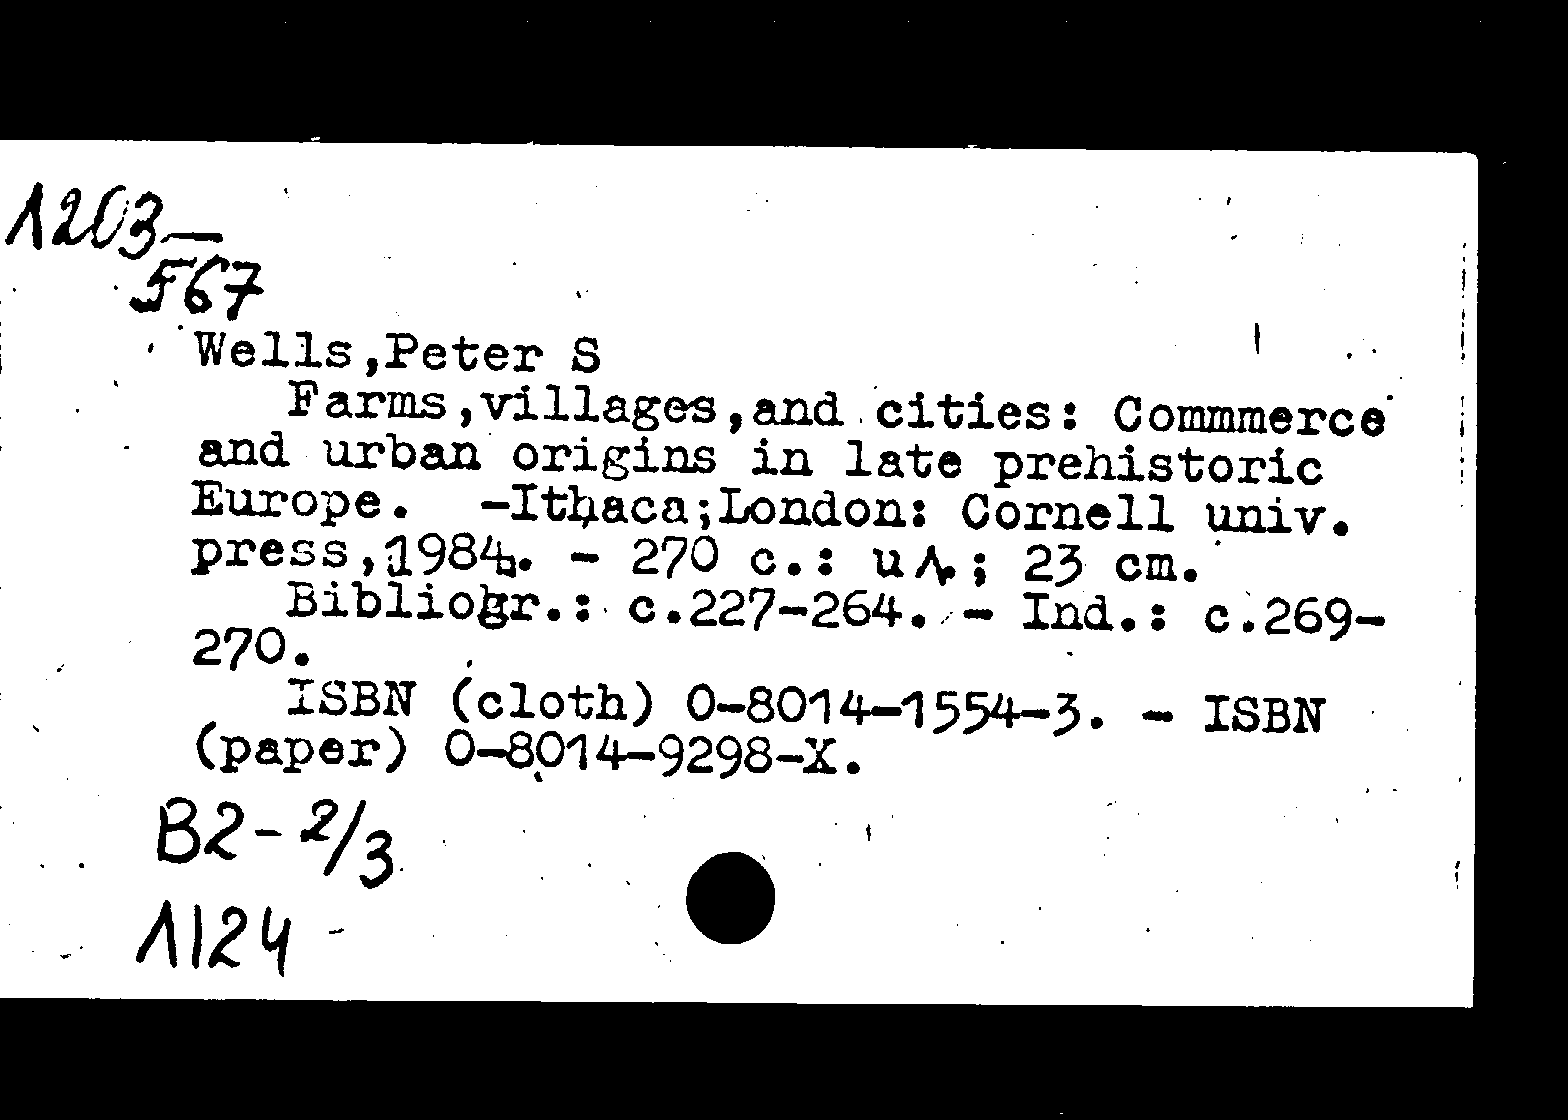 1203-
567
Wells,Peter S
Farms,villages,and cities: Commmerce
and urban origins in late prehistoric
Europe. -Ithaca;London: Cornell univ.
press,1984. - 270 с.: ил.; 23 cm.
Bibliogr.: с.227-264. - Ind.: с.269-
270.
ISBN (cloth) 0-8014-1554-3. - ISBN
(paper) 0-8014-9298-X.
В2-2/3
Л124